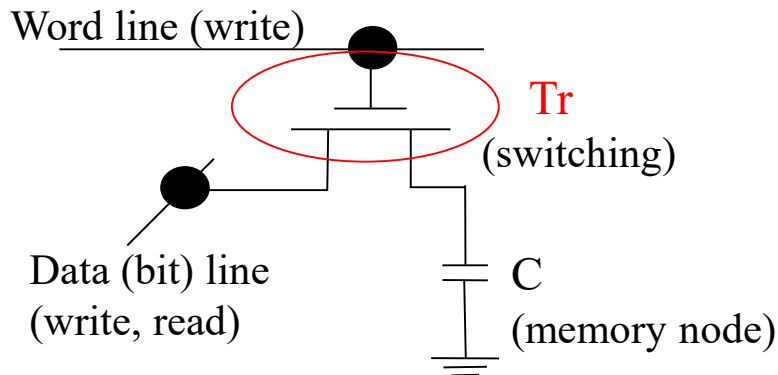 Word line (write)
Tr
(switching)
Data (bit) line
(write, read)
C
(memory node)